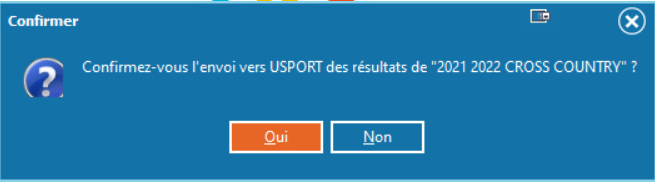 Confirmer
Confirmez-vous l'envoi vers USPORT des résultats de "2021 2022 CROSS COUNTRY" ?
Oui
Non